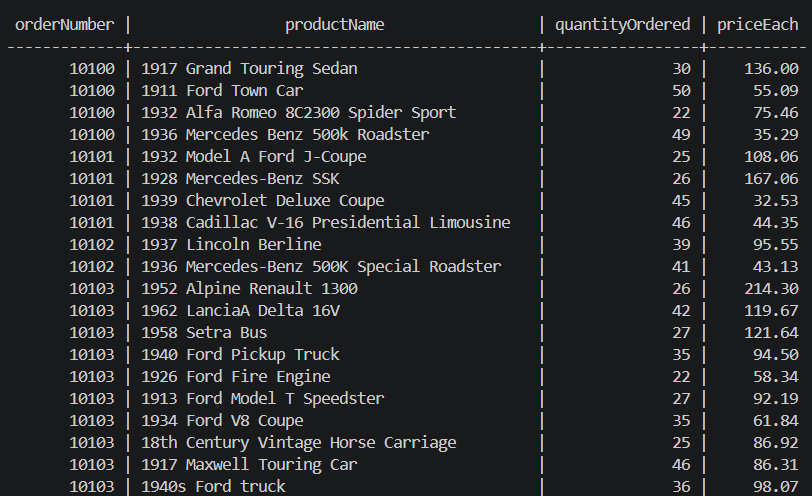 orderNumber |                 productName                 | quantityOrdered | priceEach
-------------+---------------------------------------------+-----------------+-----------
       10100 | 1917 Grand Touring Sedan                    |              30 |    136.00
       10100 | 1911 Ford Town Car                          |              50 |     55.09
       10100 | 1932 Alfa Romeo 8C2300 Spider Sport         |              22 |     75.46
       10100 | 1936 Mercedes Benz 500k Roadster            |              49 |     35.29
       10101 | 1932 Model A Ford J-Coupe                   |              25 |    108.06
       10101 | 1928 Mercedes-Benz SSK                      |              26 |    167.06
       10101 | 1939 Chevrolet Deluxe Coupe                 |              45 |     32.53
       10101 | 1938 Cadillac V-16 Presidential Limousine   |              46 |     44.35
       10102 | 1937 Lincoln Berline                        |              39 |     95.55
       10102 | 1936 Mercedes-Benz 500K Special Roadster    |              41 |     43.13
       10103 | 1952 Alpine Renault 1300                    |              26 |    214.30
       10103 | 1962 LanciaA Delta 16V                      |              42 |    119.67
       10103 | 1958 Setra Bus                              |              27 |    121.64
       10103 | 1940 Ford Pickup Truck                      |              35 |     94.50
       10103 | 1926 Ford Fire Engine                       |              22 |     58.34
       10103 | 1913 Ford Model T Speedster                 |              27 |     92.19
       10103 | 1934 Ford V8 Coupe                          |              35 |     61.84
       10103 | 18th Century Vintage Horse Carriage         |              25 |     86.92
       10103 | 1917 Maxwell Touring Car                    |              46 |     86.31
       10103 | 1940s Ford truck                            |              36 |     98.07